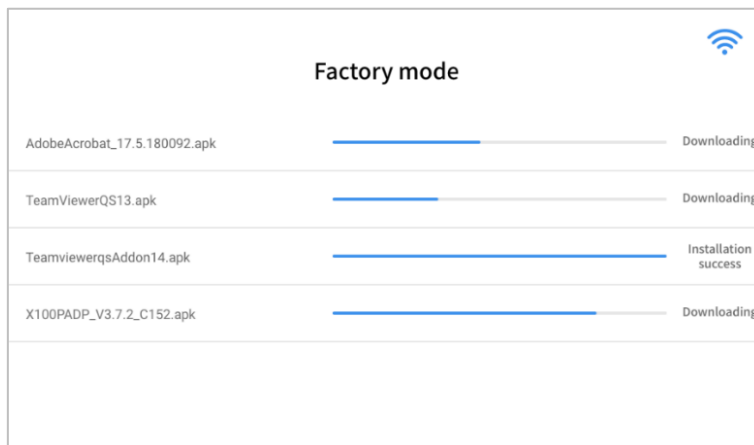 Factory mode
AdobeAcrobat_17.5.180092.apk
Downloading
TeamViewerQS13.apk
Downloading
TeamviewerqsAddon14.apk
Installation
success
X100PADP_V3.7.2_C152.apk
Downloading